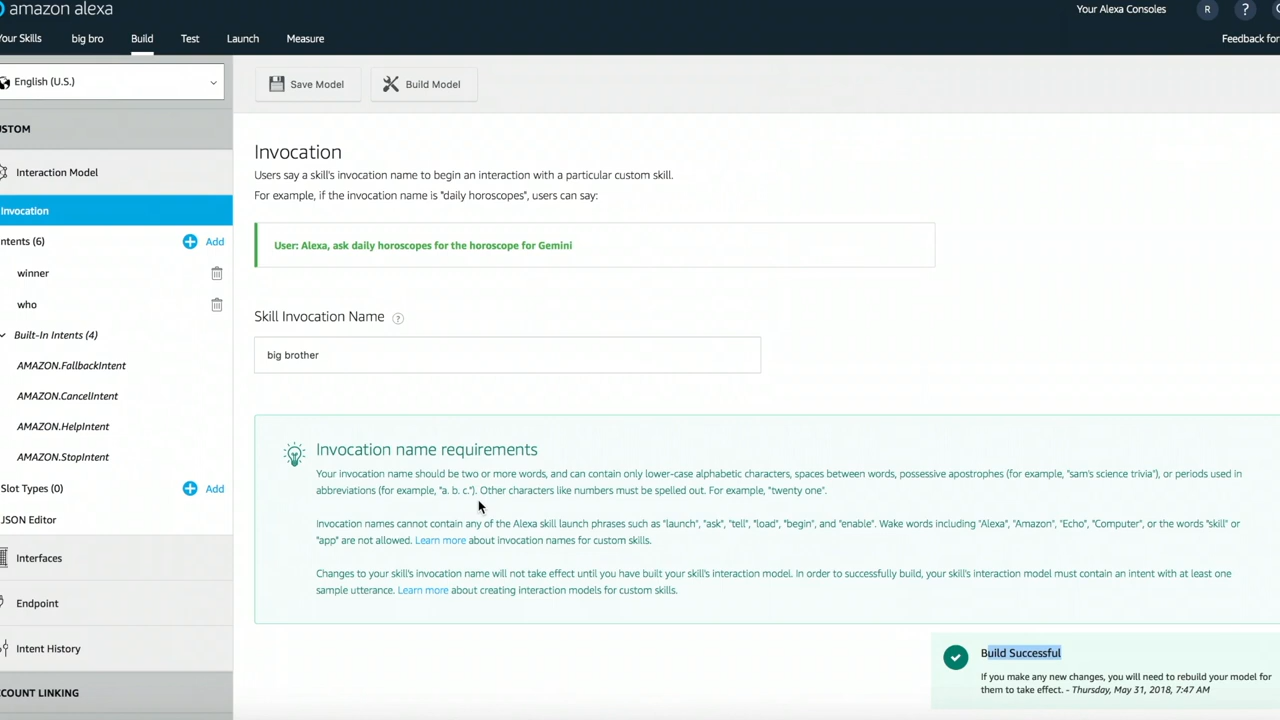 amazon alexa
Your Alexa Consoles
R
?
Your Skills
big bro
Build
Test
Launch
Measure
Feedback for
English (U.S.)
Save Model
Build Model
USTOM
Interaction Model
Invocation
ntents (6)
Add
winner
who
Built-In Intents (4)
AMAZON.FallbackIntent
AMAZON.CancelIntent
AMAZON.HelpIntent
AMAZON.StopIntent
Slot Types (0)
Add
JSON Editor
Interfaces
Endpoint
Intent History
CCOUNT LINKING
Invocation
Users say a skill's invocation name to begin an interaction with a particular custom skill.
For example, if the invocation name is "daily horoscopes", users can say:
User: Alexa, ask daily horoscopes for the horoscope for Gemini
Skill Invocation Name ?
big brother
Invocation name requirements
Your invocation name should be two or more words, and can contain only lower-case alphabetic characters, spaces between words, possessive apostrophes (for example, "sam's science trivia"), or periods used in
abbreviations (for example, "a. b. c."). Other characters like numbers must be spelled out. For example, "twenty one".
Invocation names cannot contain any of the Alexa skill launch phrases such as "launch", "ask", "tell", "load", "begin", and "enable". Wake words including "Alexa", "Amazon", "Echo", "Computer", or the words "skill" or
"app" are not allowed. Learn more about invocation names for custom skills.
Changes to your skill's invocation name will not take effect until you have built your skill's interaction model. In order to successfully build, your skill's interaction model must contain an intent with at least one
sample utterance. Learn more about creating interaction models for custom skills.
Build Successful
If you make any new changes, you will need to rebuild your model for
them to take effect. - Thursday, May 31, 2018, 7:47 AM